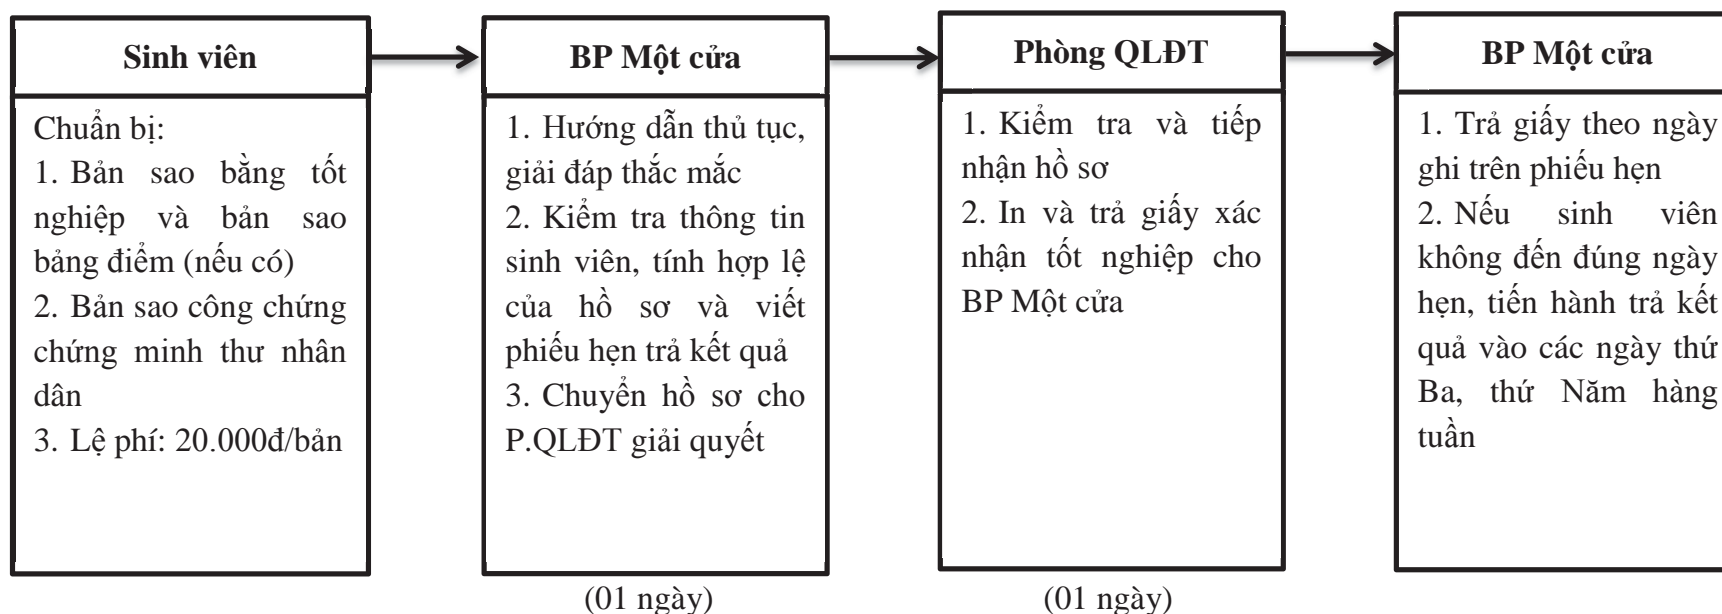 Sinh viên
Chuẩn bị:
1. Bản sao bằng tốt
nghiệp và bản sao
bảng điểm (nếu có)
2. Bản sao công chứng
chứng minh thư nhân
dân
3. Lệ phí: 20.000đ/bản
BP Một cửa
1. Hướng dẫn thủ tục,
giải đáp thắc mắc
2. Kiểm tra thông tin
sinh viên, tính hợp lệ
của hồ sơ và viết
phiếu hẹn trả kết quả
3. Chuyển hồ sơ cho
P.QLĐT giải quyết
(01 ngày)
Phòng QLĐT
1. Kiểm tra và tiếp
nhận hồ sơ
2. In và trả giấy xác
nhận tốt nghiệp cho
BP Một cửa
(01 ngày)
BP Một cửa
1. Trả giấy theo ngày
ghi trên phiếu hẹn
2. Nếu sinh viên
không đến đúng ngày
hẹn, tiến hành trả kết
quả vào các ngày thứ
Ba, thứ Năm hàng
tuần